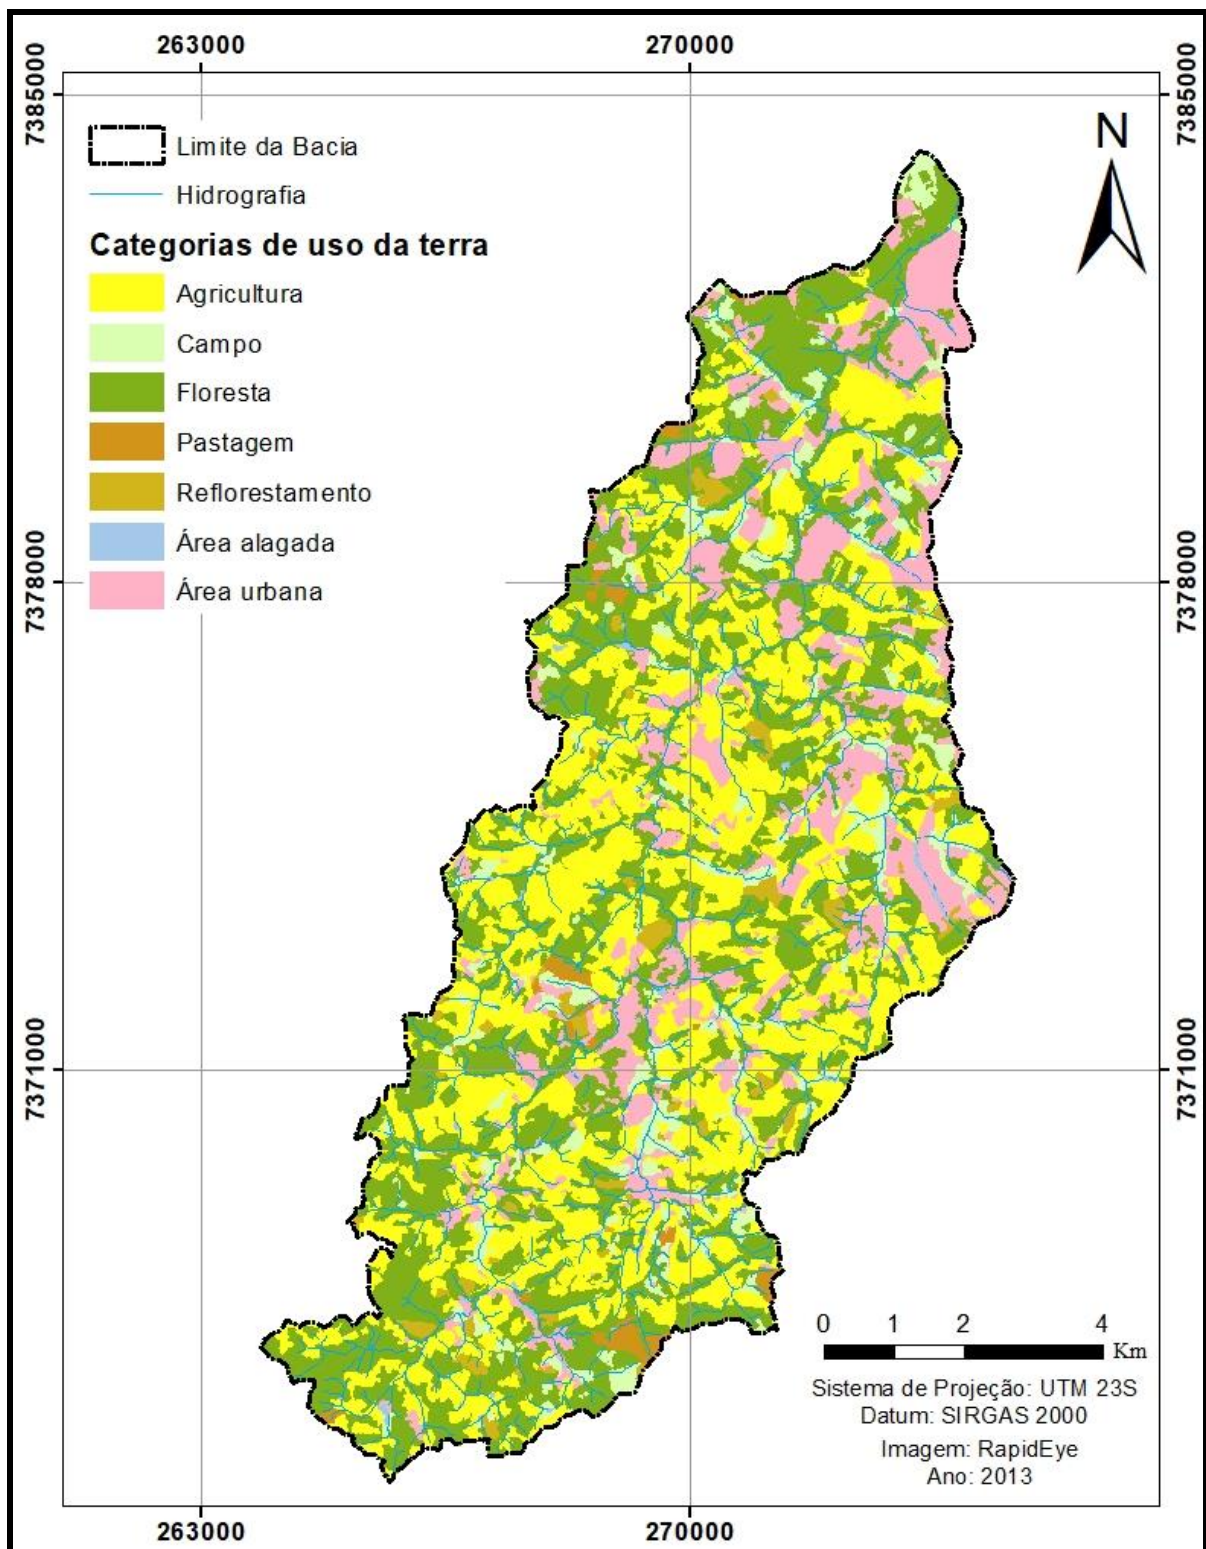 263000 270000
7385000 7385000
N
Limite da Bacia
Hidrografia
Categorias de uso da terra
Agricultura
Campo
Floresta
Pastagem
Reflorestamento
Área alagada
Área urbana
7378000 7378000
7371000 7371000
0 1 2 4
Km
Sistema de Projeção: UTM 23S
Datum: SIRGAS 2000
Imagem: RapidEye
Ano: 2013
263000 270000